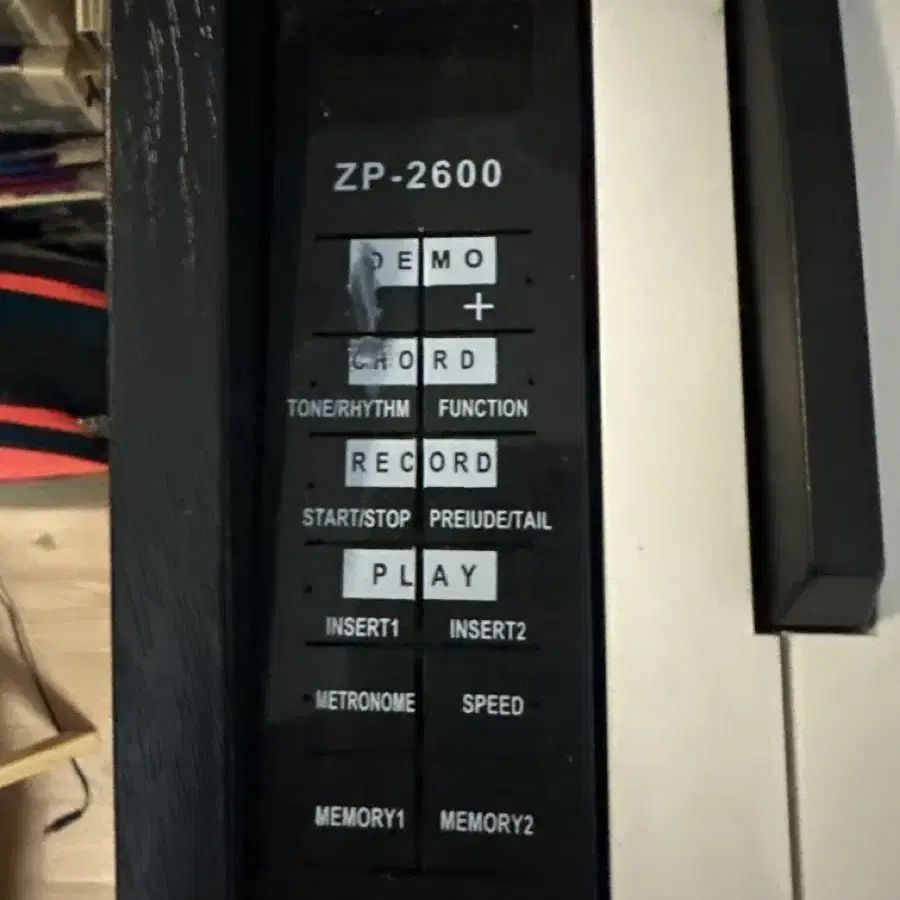 ZP-2600
DEMO
+
CHORD
TONE/RHYTHM FUNCTION
RECORD
START/STOP PREIUDE/TAIL
PLAY
INSERT1 INSERT2
METRONOME SPEED
MEMORY1 MEMORY2